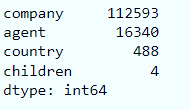 company     112593
agent        16340
country        488
children         4
dtype: int64